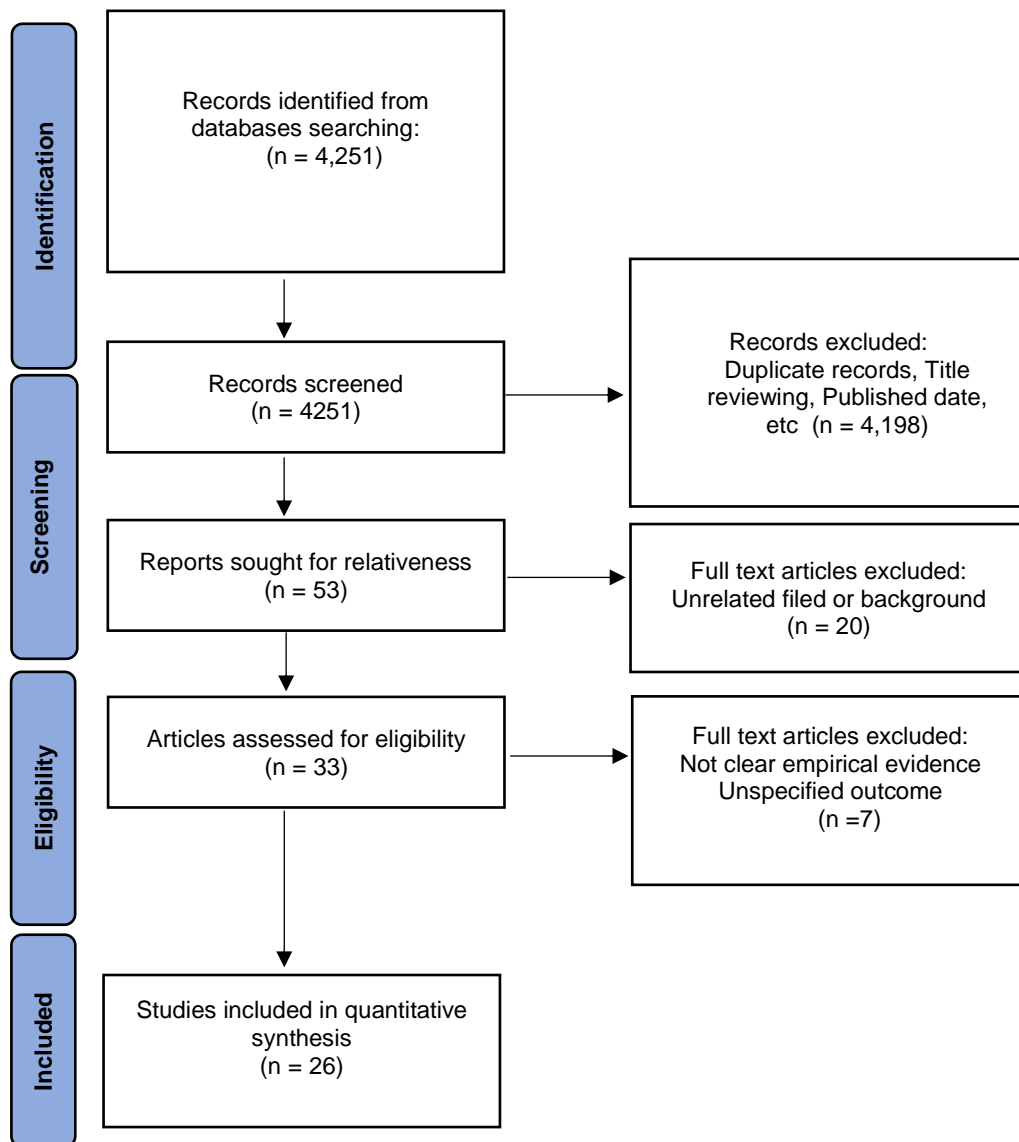 Identification
Records identified from
databases searching:
(n = 4,251)
Records screened
(n = 4251)
Records excluded:
Duplicate records, Title
reviewing, Published date,
etc (n = 4,198)
Screening
Reports sought for relativeness
(n = 53)
Full text articles excluded:
Unrelated filed or background
(n = 20)
Eligibility
Articles assessed for eligibility
(n = 33)
Full text articles excluded:
Not clear empirical evidence
Unspecified outcome
(n =7)
Included
Studies included in quantitative
synthesis
(n = 26)